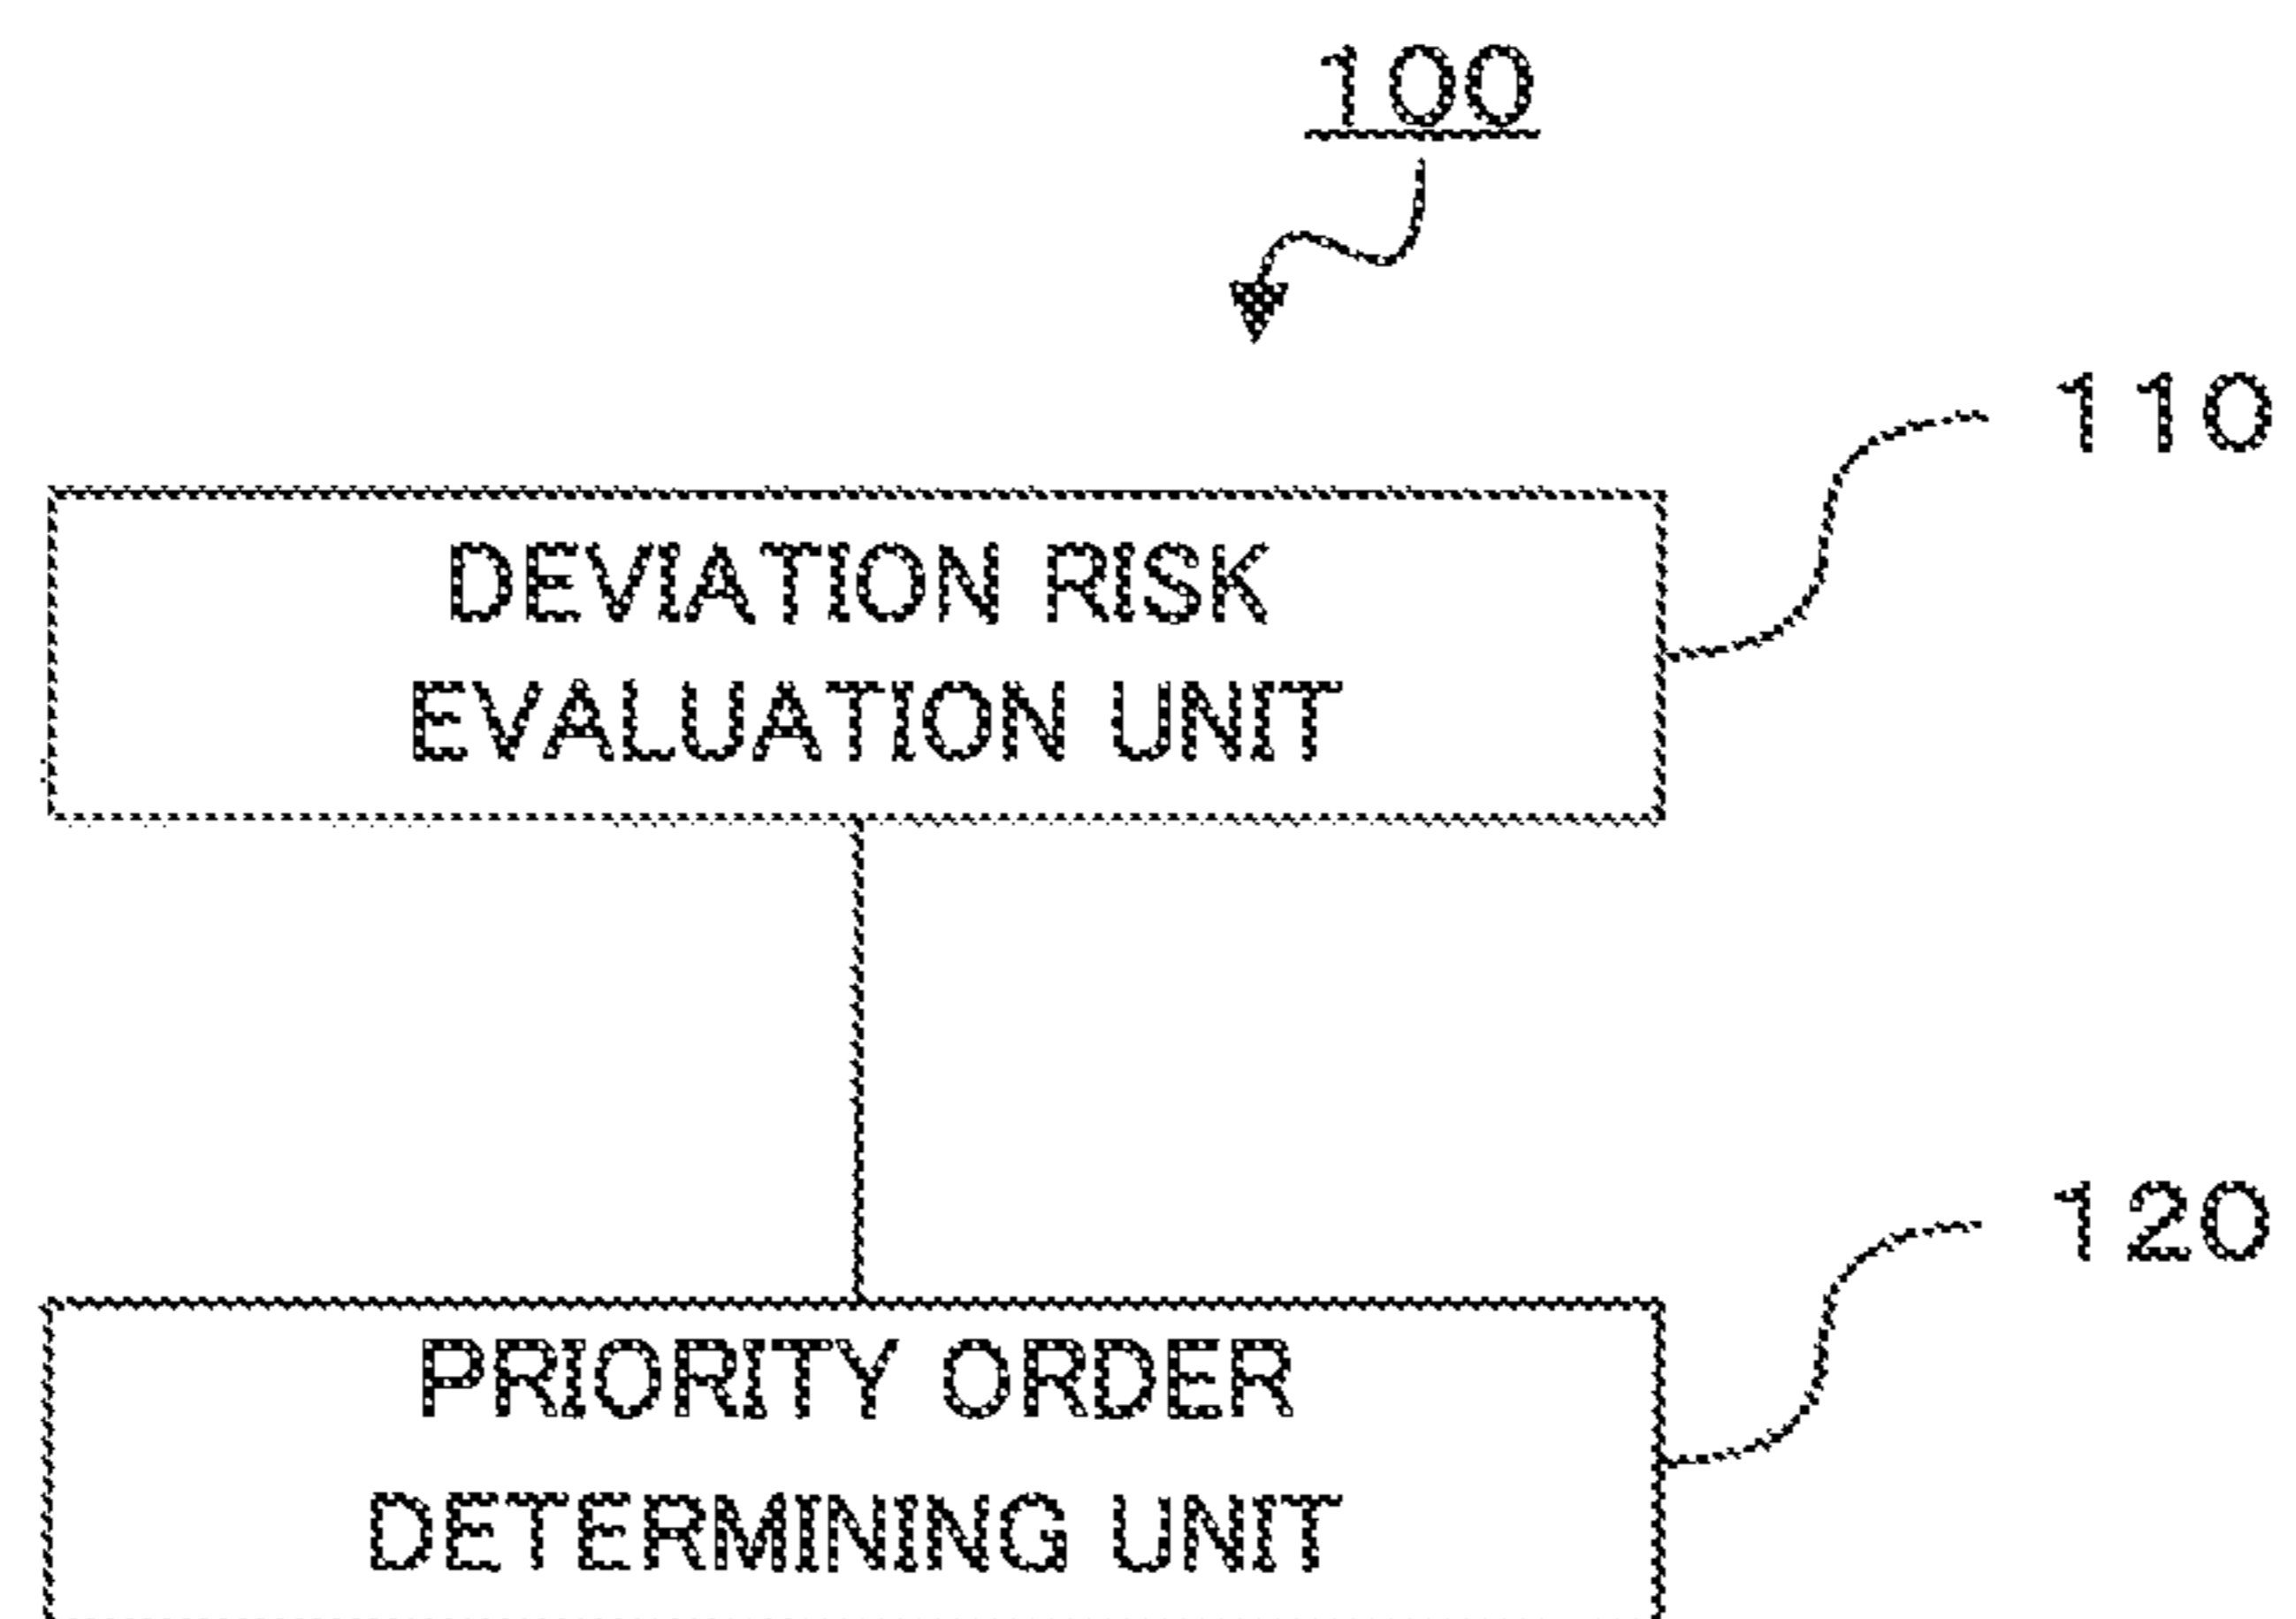 100
110
DEVIATION RISK
EVALUATION UNIT
120
PRIORITY ORDER
DETERMINING UNIT